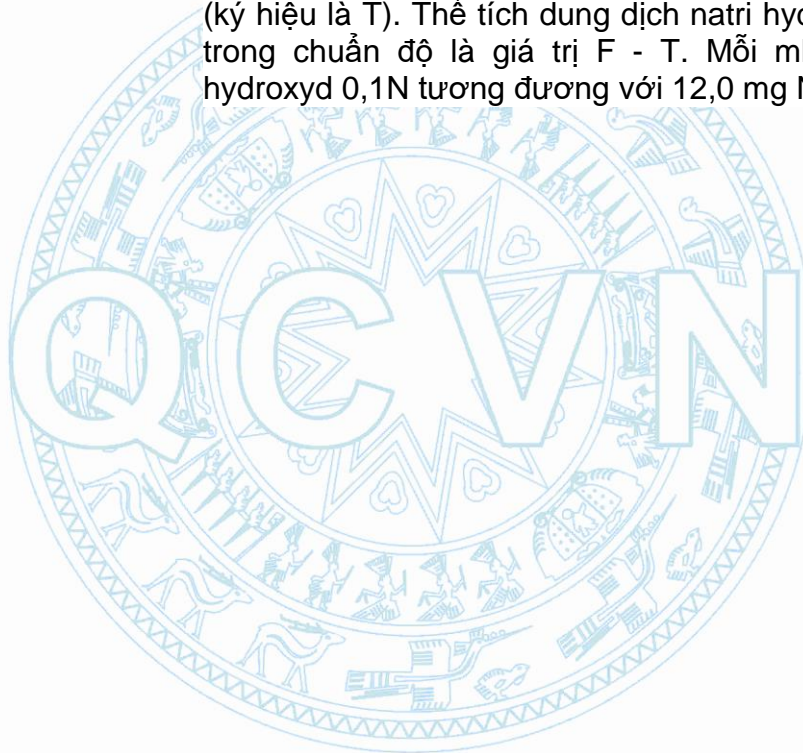 (ký hiệu là T). Thể tích dung dịch natri hyd
trong chuẩn độ là giá trị F - T. Mỗi ml
hydroxyd 0,1N tương đương với 12,0 mg N
QCVN